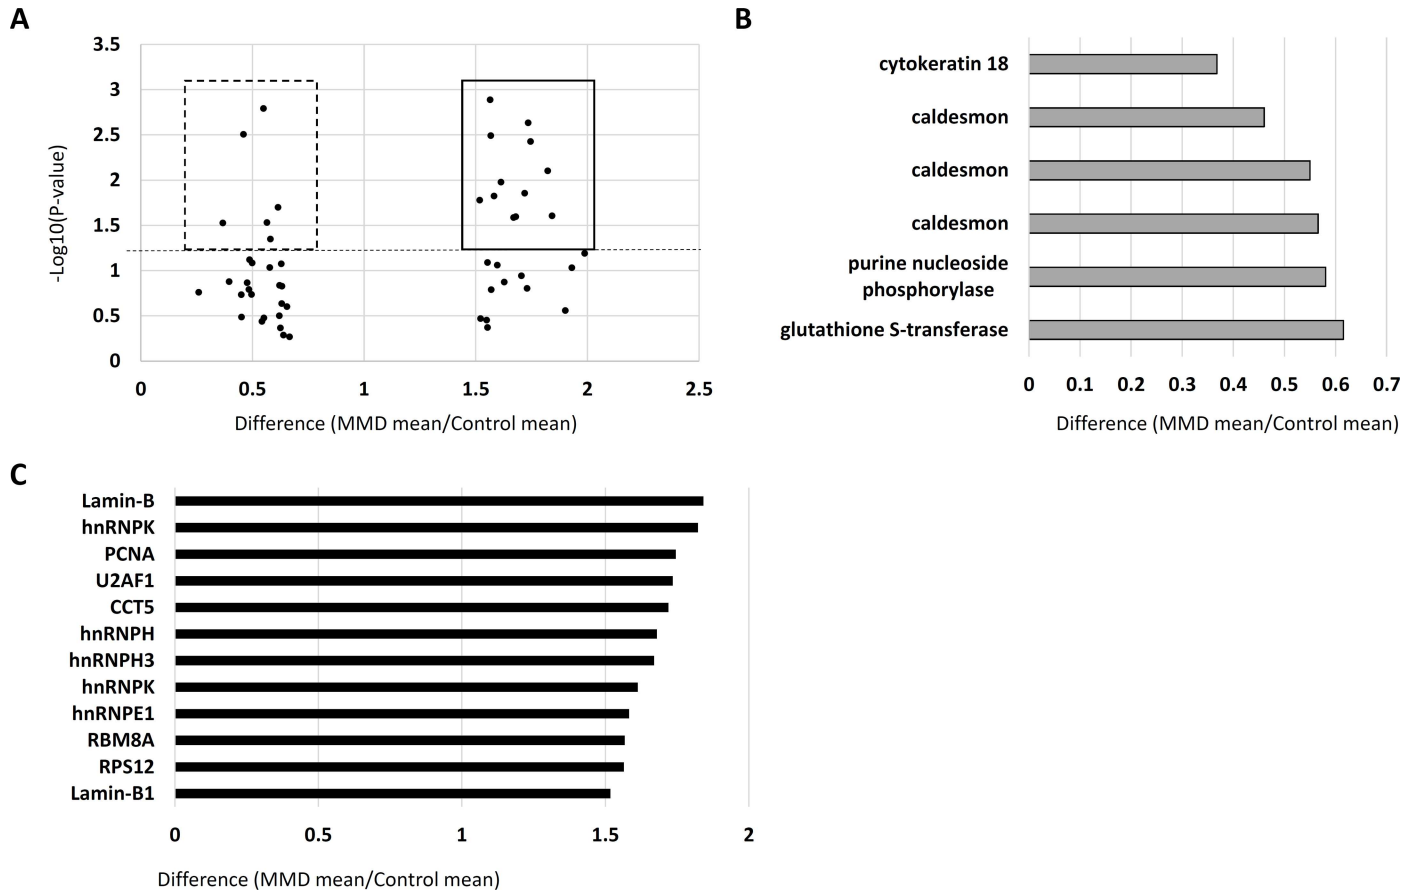 A
3.5
3
2.5
2
1.5
1
0.5
0
-Log10(P-value)
0 0.5 1 1.5 2 2.5
Difference (MMD mean/Control mean)
B
cytokeratin 18
caldesmon
caldesmon
caldesmon
purine nucleoside
phosphorylase
glutathione S-transferase
0 0.1 0.2 0.3 0.4 0.5 0.6 0.7
Difference (MMD mean/Control mean)
C
Lamin-B
hnRNPK
PCNA
U2AF1
CCT5
hnRNPH
hnRNPH3
hnRNPK
hnRNPE1
RBM8A
RPS12
Lamin-B1
0 0.5 1 1.5 2
Difference (MMD mean/Control mean)